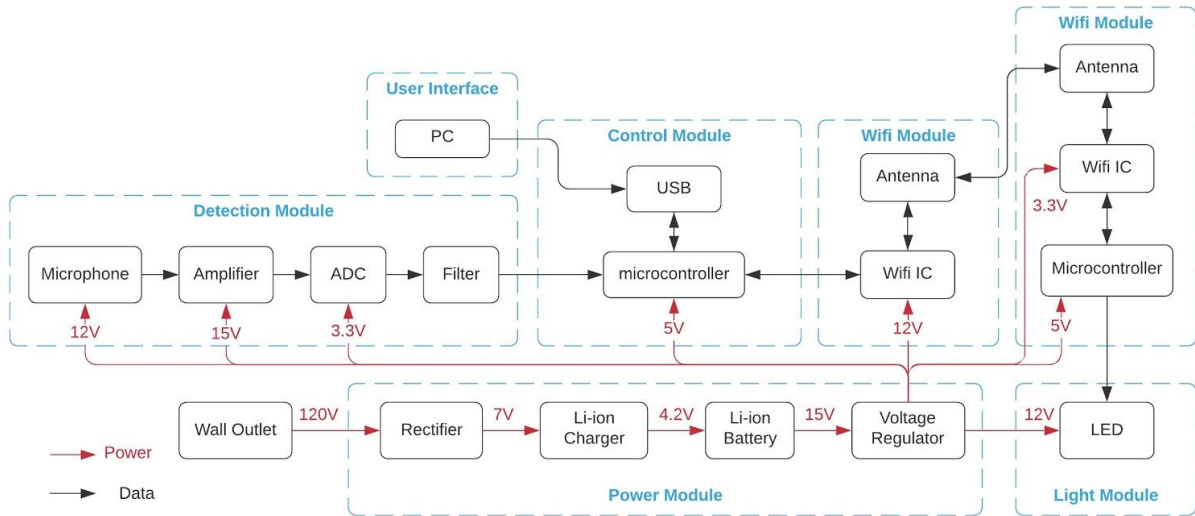 Wifi Module
Antenna
User Interface
PC
Control Module
Wifi Module
USB
Antenna
Wifi IC
3.3V
Detection Module
Microphone
Amplifier
ADC
Filter
microcontroller
Wifi IC
Microcontroller
12V
15V
3.3V
5V
12V
5V
Wall Outlet
120V
Rectifier
7V
Li-ion
Charger
4.2V
Li-ion
Battery
15V
Voltage
Regulator
12V
LED
Power
Data
Power Module
Light Module